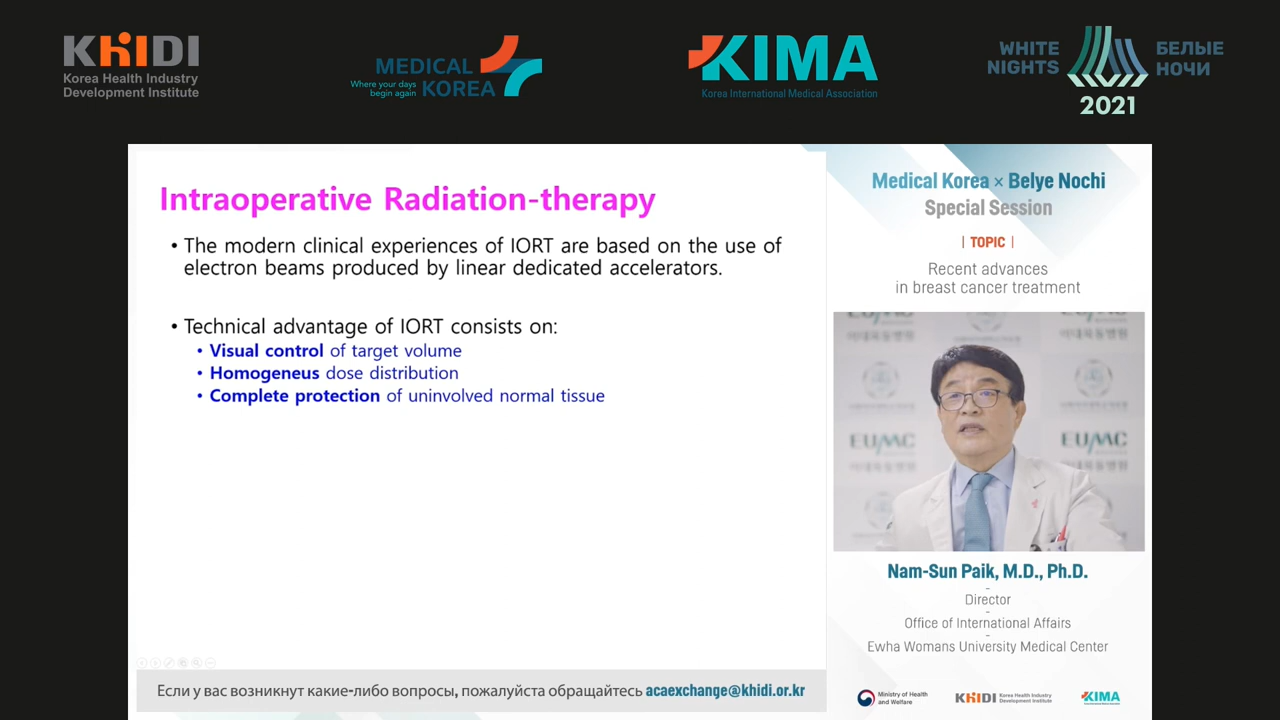 KHIDI
Korea Health Industry
Development Institute
MEDICAL
KOREA
Where your days
begin again
KIMA
Korea International Medical Association
WHITE
NIGHTS
БЕЛЫЕ
НОЧИ
2021
Intraoperative Radiation-therapy
• The modern clinical experiences of IORT are based on the use of
electron beams produced by linear dedicated accelerators.
• Technical advantage of IORT consists on:
• Visual control of target volume
• Homogeneus dose distribution
• Complete protection of uninvolved normal tissue
Если у вас возникнут какие-либо вопросы, пожалуйста обращайтесь acaexchange@khidi.or.kr
Medical Korea × Belye Nochi
Special Session
| TOPIC |
Recent advances
in breast cancer treatment
EUMC
EUMC
Nam-Sun Paik, M.D., Ph.D.
-
Director
-
Office of International Affairs
-
Ewha Womans University Medical Center
Ministry of Health
and Welfare
KHIDI
Korea Health Industry
Development Institute
KIMA